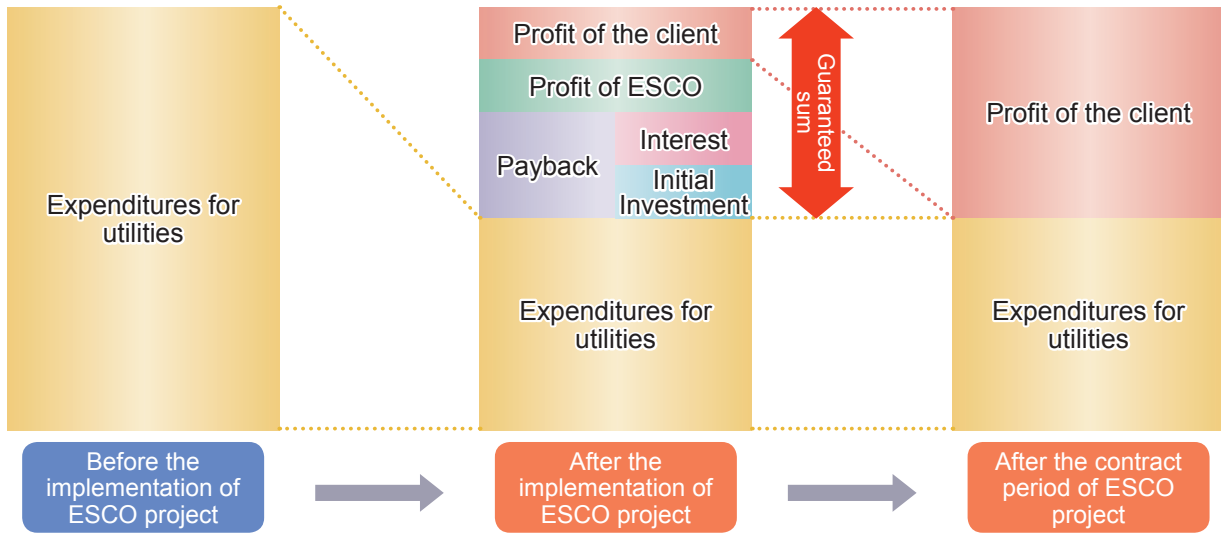 Expenditures for
utilities
Profit of the client
Profit of ESCO
Payback
Interest
Initial
Investment
Expenditures for
utilities
Guaranteed
sum
Profit of the client
Expenditures for
utilities
Before the
implementation of
ESCO project
After the
implementation of
ESCO project
After the contract
period of ESCO
project